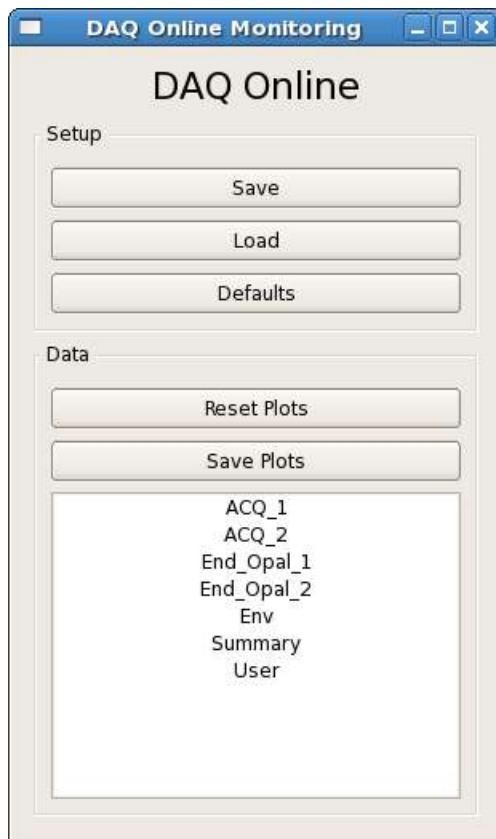 DAQ Online Monitoring
DAQ Online
Setup
Save
Load
Defaults
Data
Reset Plots
Save Plots
ACQ_1
ACQ_2
End_Opal_1
End_Opal_2
Env
Summary
User